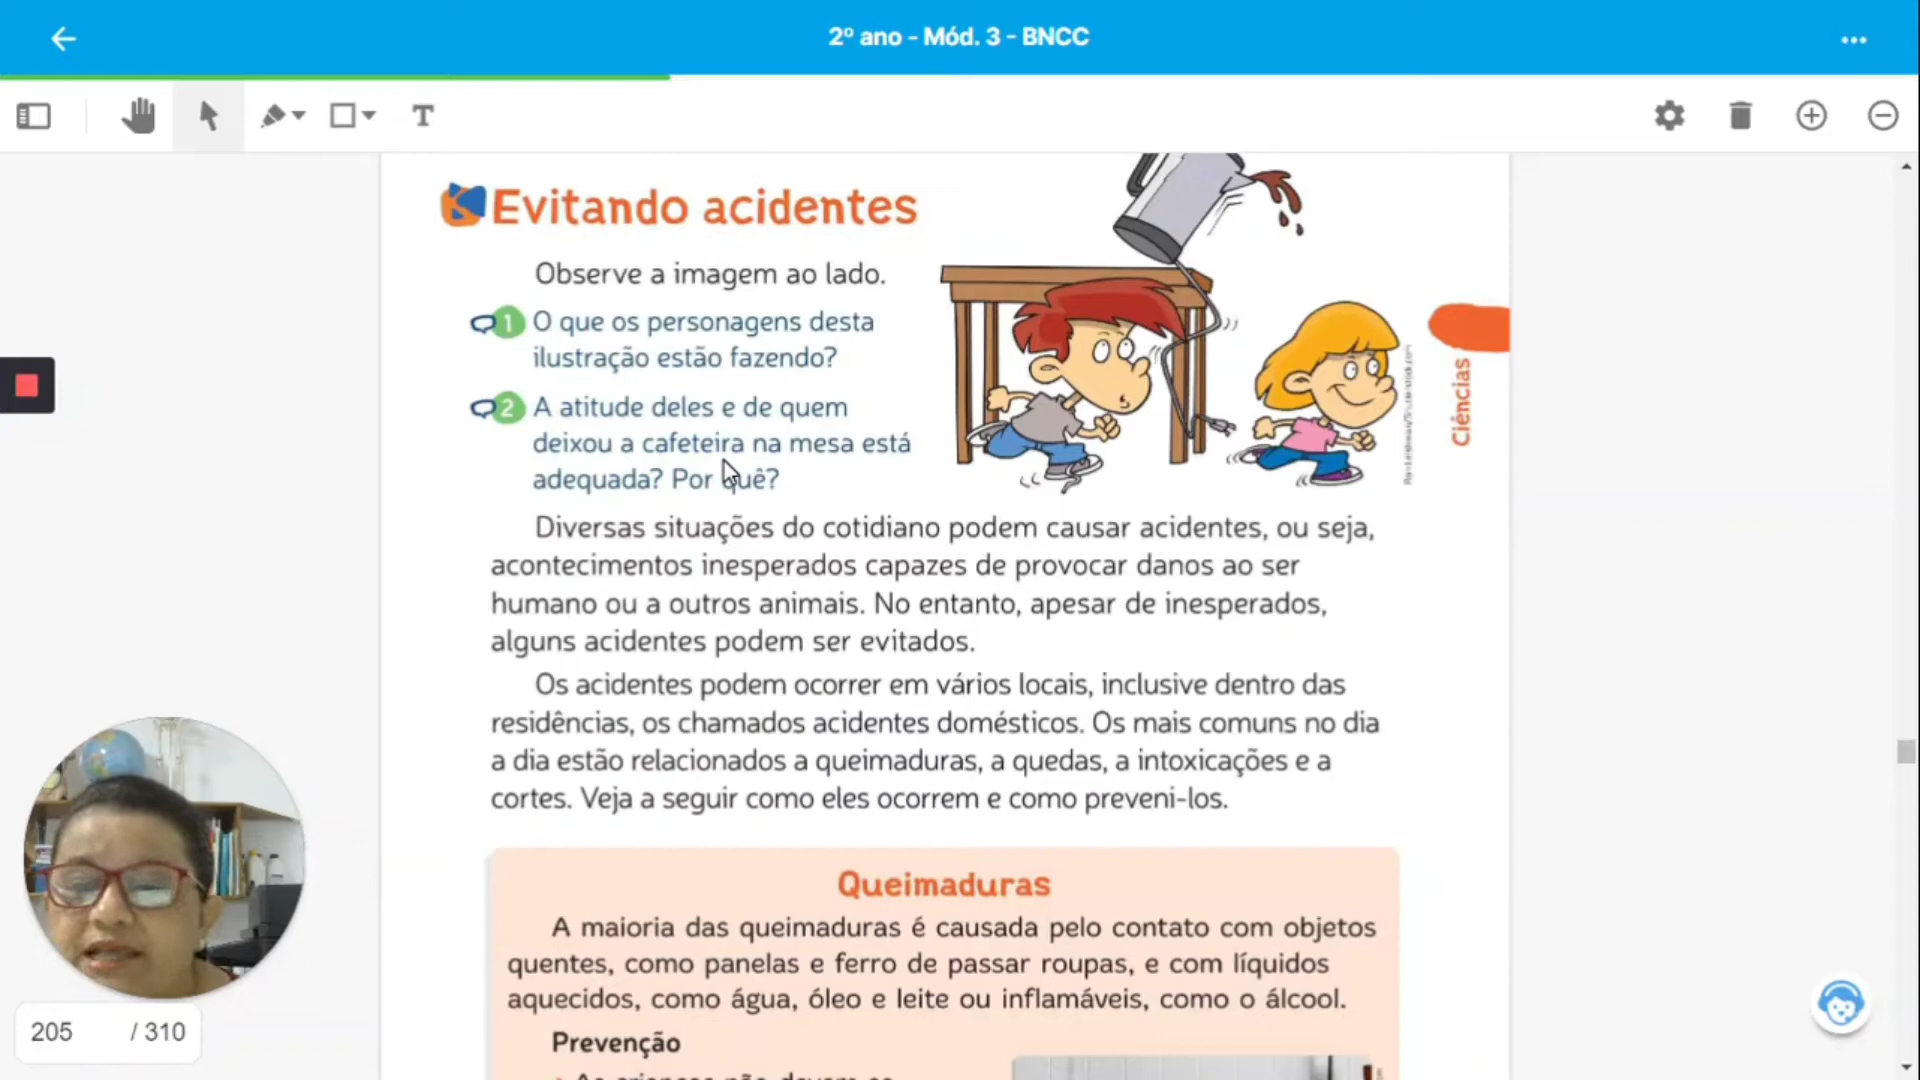 2º ano - Mód. 3 - BNCC
T
Evitando acidentes
Observe a imagem ao lado.
1 O que os personagens desta
ilustração estão fazendo?
2 A atitude deles e de quem
deixou a cafeteira na mesa está
adequada? Por quê?
Ciências
Diversas situações do cotidiano podem causar acidentes, ou seja,
acontecimentos inesperados capazes de provocar danos ao ser
humano ou a outros animais. No entanto, apesar de inesperados,
alguns acidentes podem ser evitados.
Os acidentes podem ocorrer em vários locais, inclusive dentro das
residências, os chamados acidentes domésticos. Os mais comuns no dia
a dia estão relacionados a queimaduras, a quedas, a intoxicações e a
cortes. Veja a seguir como eles ocorrem e como preveni-los.
Queimaduras
A maioria das queimaduras é causada pelo contato com objetos
quentes, como panelas e ferro de passar roupas, e com líquidos
aquecidos, como água, óleo e leite ou inflamáveis, como o álcool.
Prevenção
205 / 310